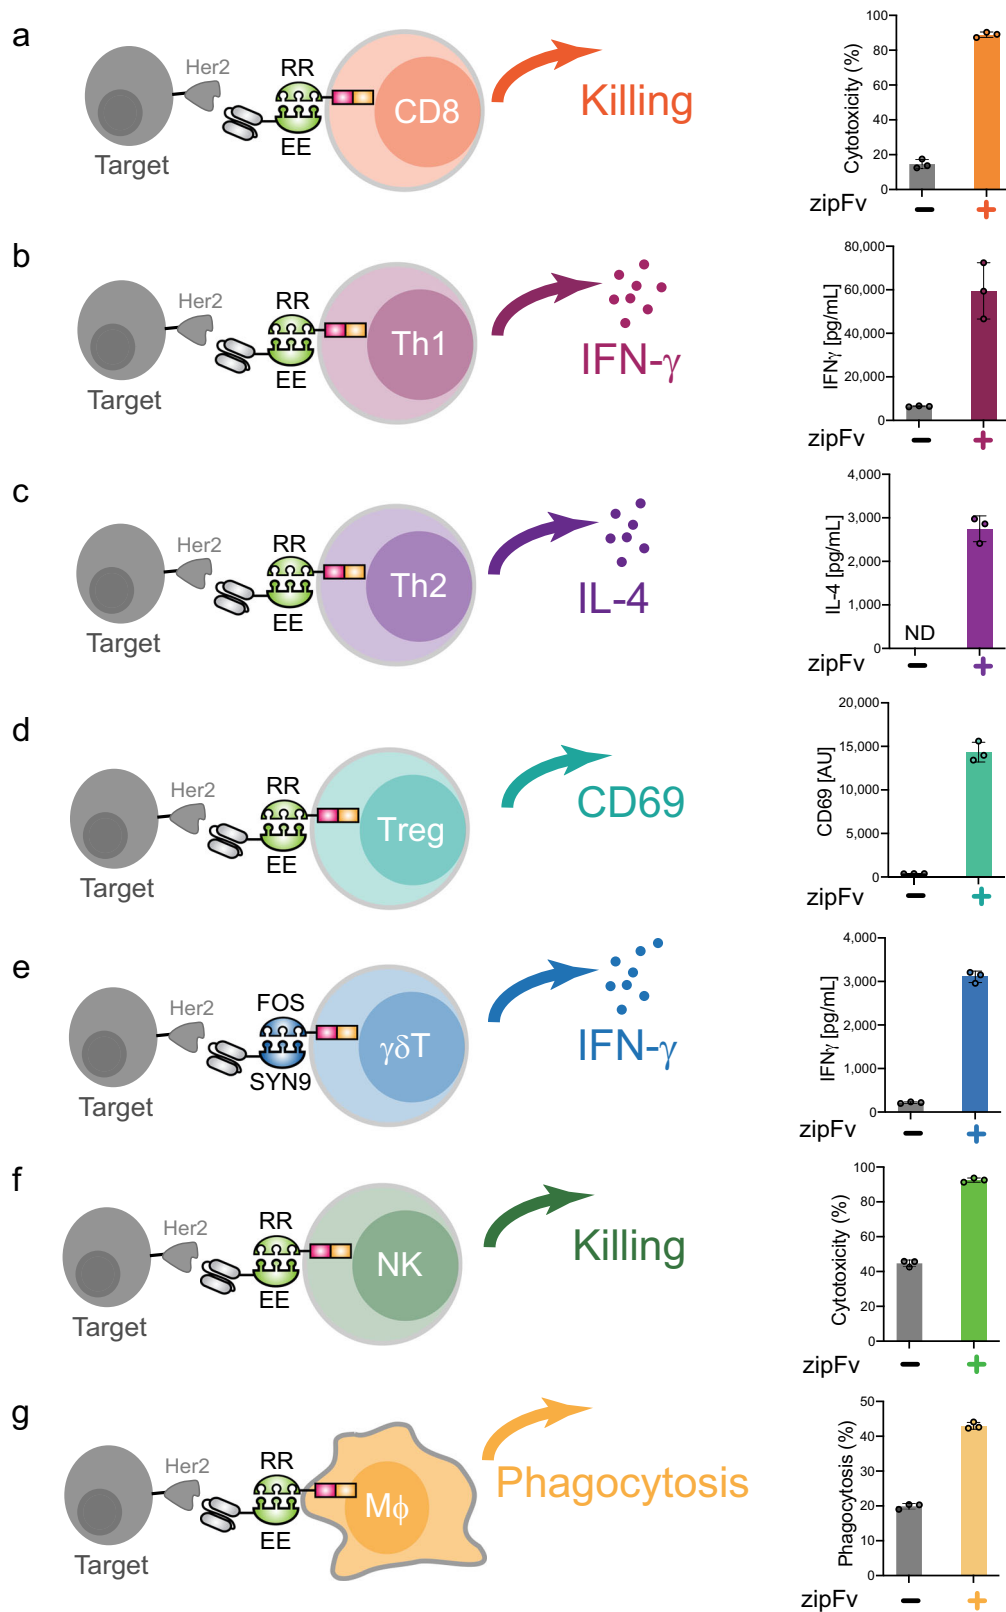 a
Her2
RR
CD8
EE
Target
Killing
Cytotoxicity (%)
100
80
60
40
20
0
zipFv
− +
b
Her2
RR
Th1
EE
Target
IFN-γ
IFNγ [pg/mL]
80,000
60,000
40,000
20,000
0
zipFv
− +
c
Her2
RR
Th2
EE
Target
IL-4
IL-4 [pg/mL]
4,000
3,000
2,000
1,000
0
ND
zipFv
− +
d
Her2
RR
Treg
EE
Target
CD69
CD69 [AU]
20,000
15,000
10,000
5,000
0
zipFv
− +
e
Her2
FOS
γδT
SYN9
Target
IFN-γ
IFNγ [pg/mL]
4,000
3,000
2,000
1,000
0
zipFv
− +
f
Her2
RR
NK
EE
Target
Killing
Cytotoxicity (%)
100
80
60
40
20
0
zipFv
− +
g
Her2
RR
Mϕ
EE
Target
Phagocytosis
Phagocytosis (%)
50
40
30
20
10
0
zipFv
− +